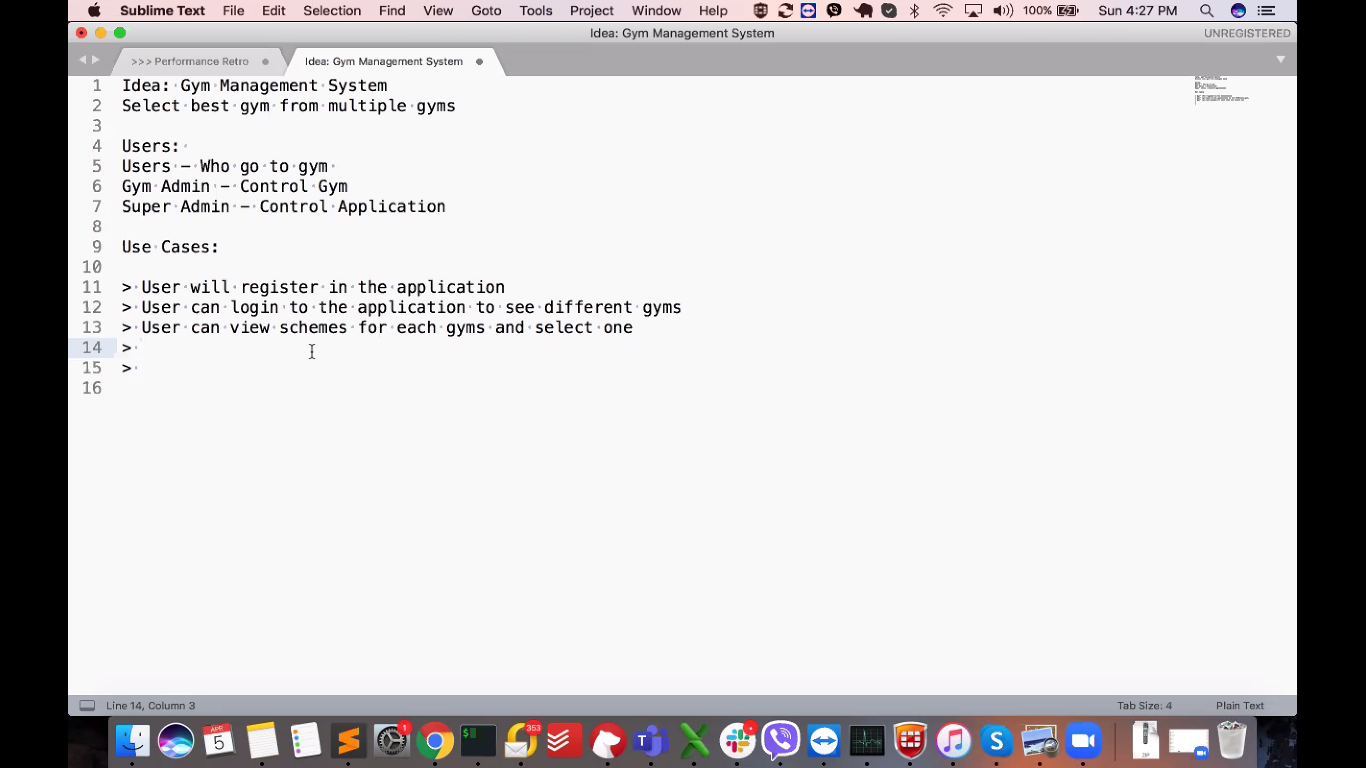 Sublime Text File Edit Selection Find View Goto Tools Project Window Help 100% Sun 4:27 PM
Idea: Gym Management System UNREGISTERED
>>> Performance Retro Idea: Gym Management System
1 Idea: Gym Management System
2 Select best gym from multiple gyms
3
4 Users:
5 Users - Who go to gym
6 Gym Admin - Control Gym
7 Super Admin - Control Application
8
9 Use Cases:
10
11 > User will register in the application
12 > User can login to the application to see different gyms
13 > User can view schemes for each gyms and select one
14 >
15 >
16
Line 14, Column 3 Tab Size: 4 Plain Text
APR 5 1 353